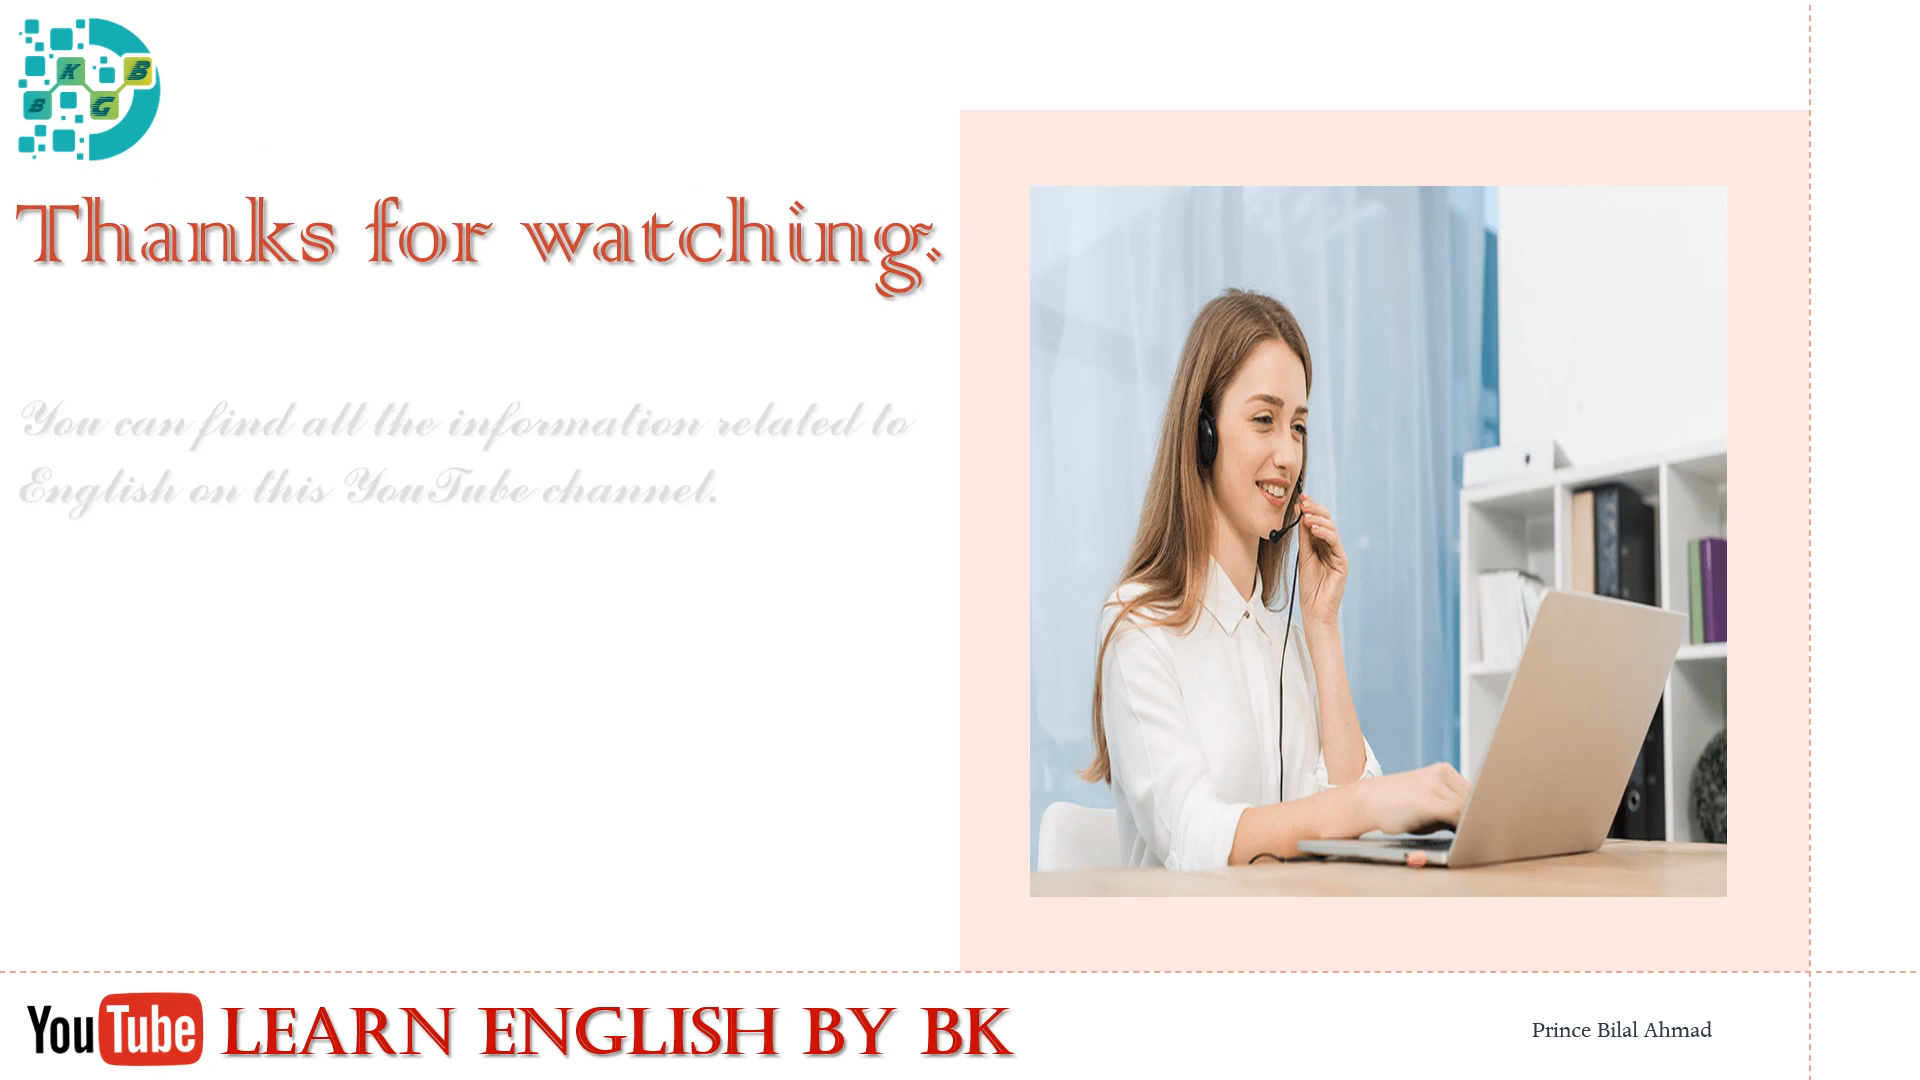 K B
B G
Thanks for watching.
You can find all the information related to
English on this YouTube channel.
YouTube LEARN ENGLISH BY BK
Prince Bilal Ahmad